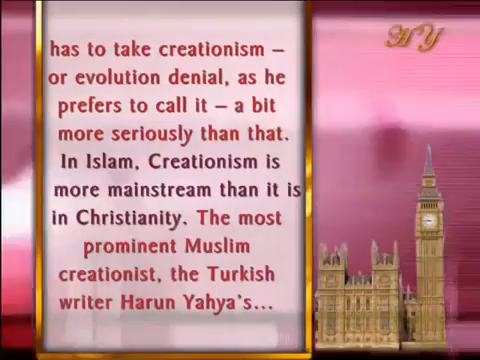 HY
has to take creationism –
or evolution denial, as he
prefers to call it – a bit
more seriously than that.
In Islam, Creationism is
more mainstream than it is
in Christianity. The most
prominent Muslim
creationist, the Turkish
writer Harun Yahya's...